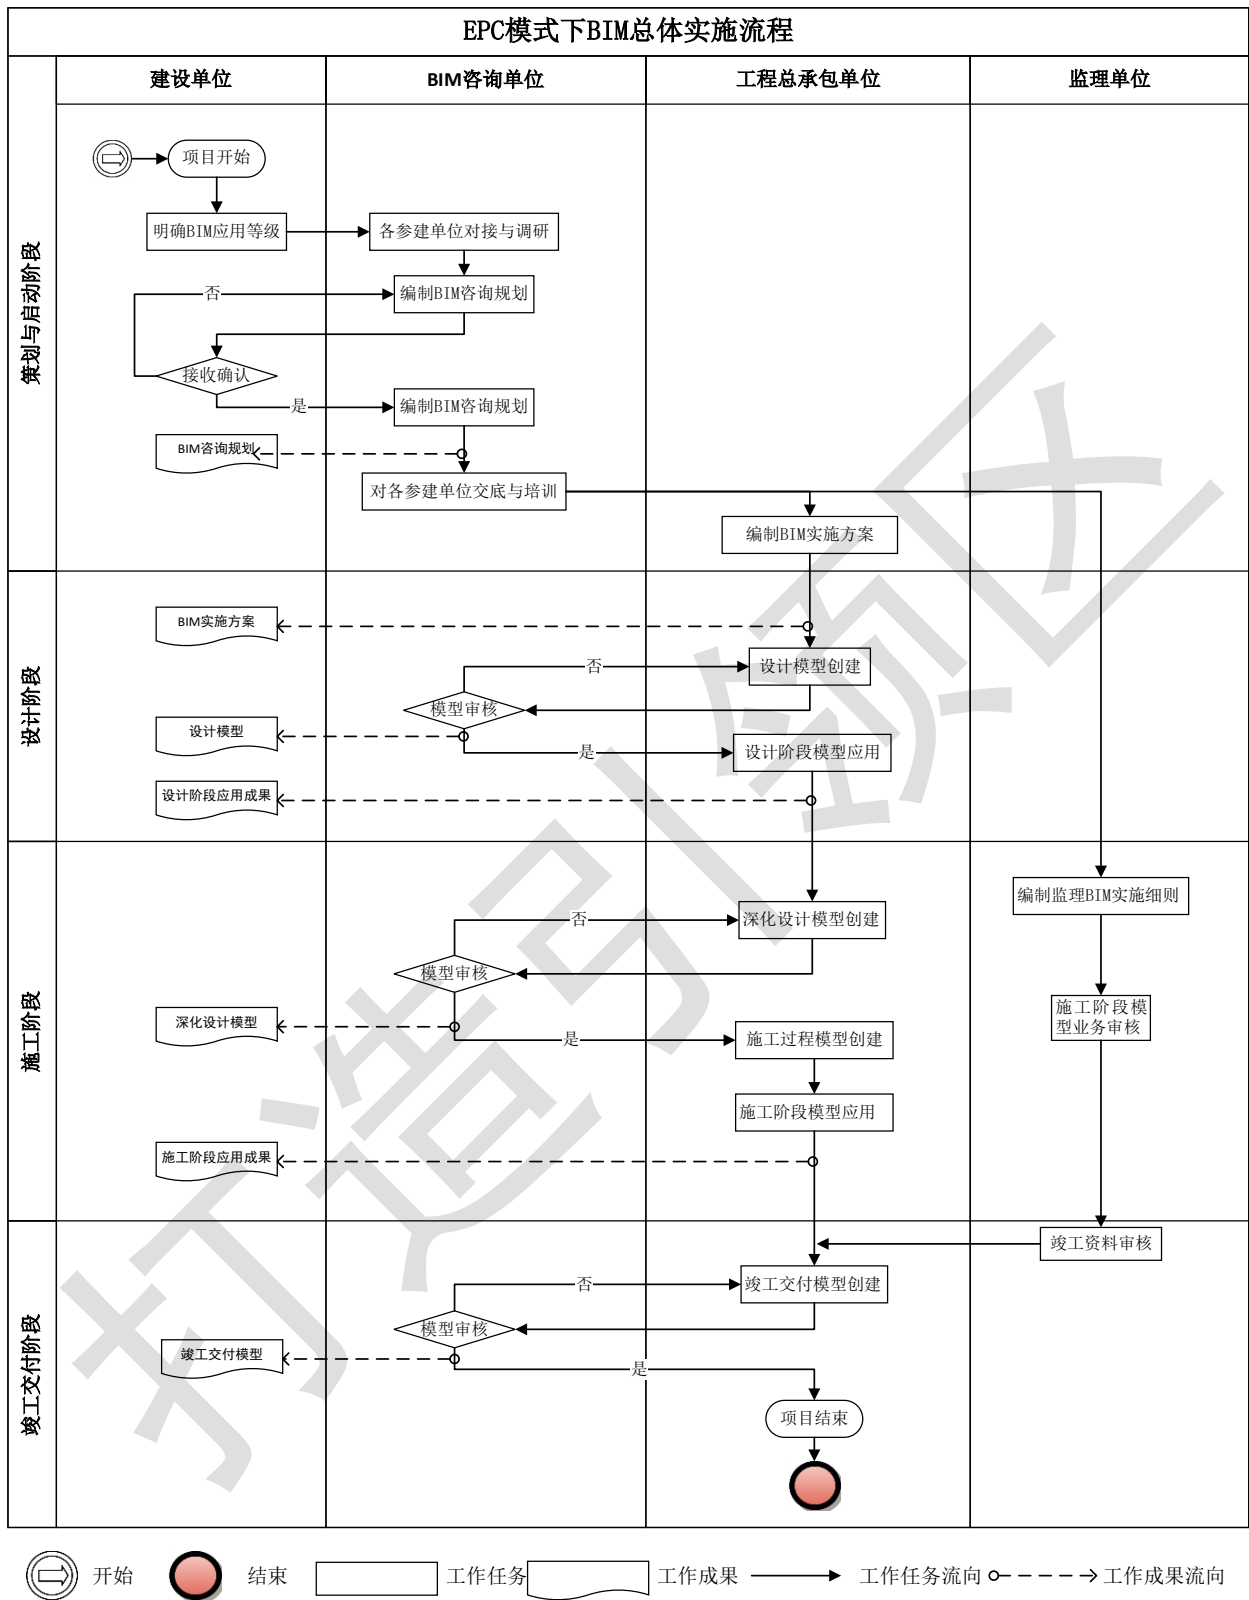 EPC模式下BIM总体实施流程
建设单位
BIM咨询单位
工程总承包单位
监理单位
策划与启动阶段
项目开始
明确BIM应用等级
各参建单位对接与调研
否
编制BIM咨询规划
接收确认
是
编制BIM咨询规划
BIM咨询规划
对各参建单位交底与培训
编制BIM实施方案
设计阶段
BIM实施方案
否
设计模型创建
模型审核
设计模型
是
设计阶段模型应用
设计阶段应用成果
施工阶段
编制监理BIM实施细则
否
深化设计模型创建
模型审核
施工阶段模
型业务审核
深化设计模型
是
施工过程模型创建
施工阶段模型应用
施工阶段应用成果
竣工交付阶段
竣工资料审核
否
竣工交付模型创建
模型审核
竣工交付模型
是
项目结束
开始
结束
工作任务
工作成果
工作任务流向
工作成果流向
打造引领区